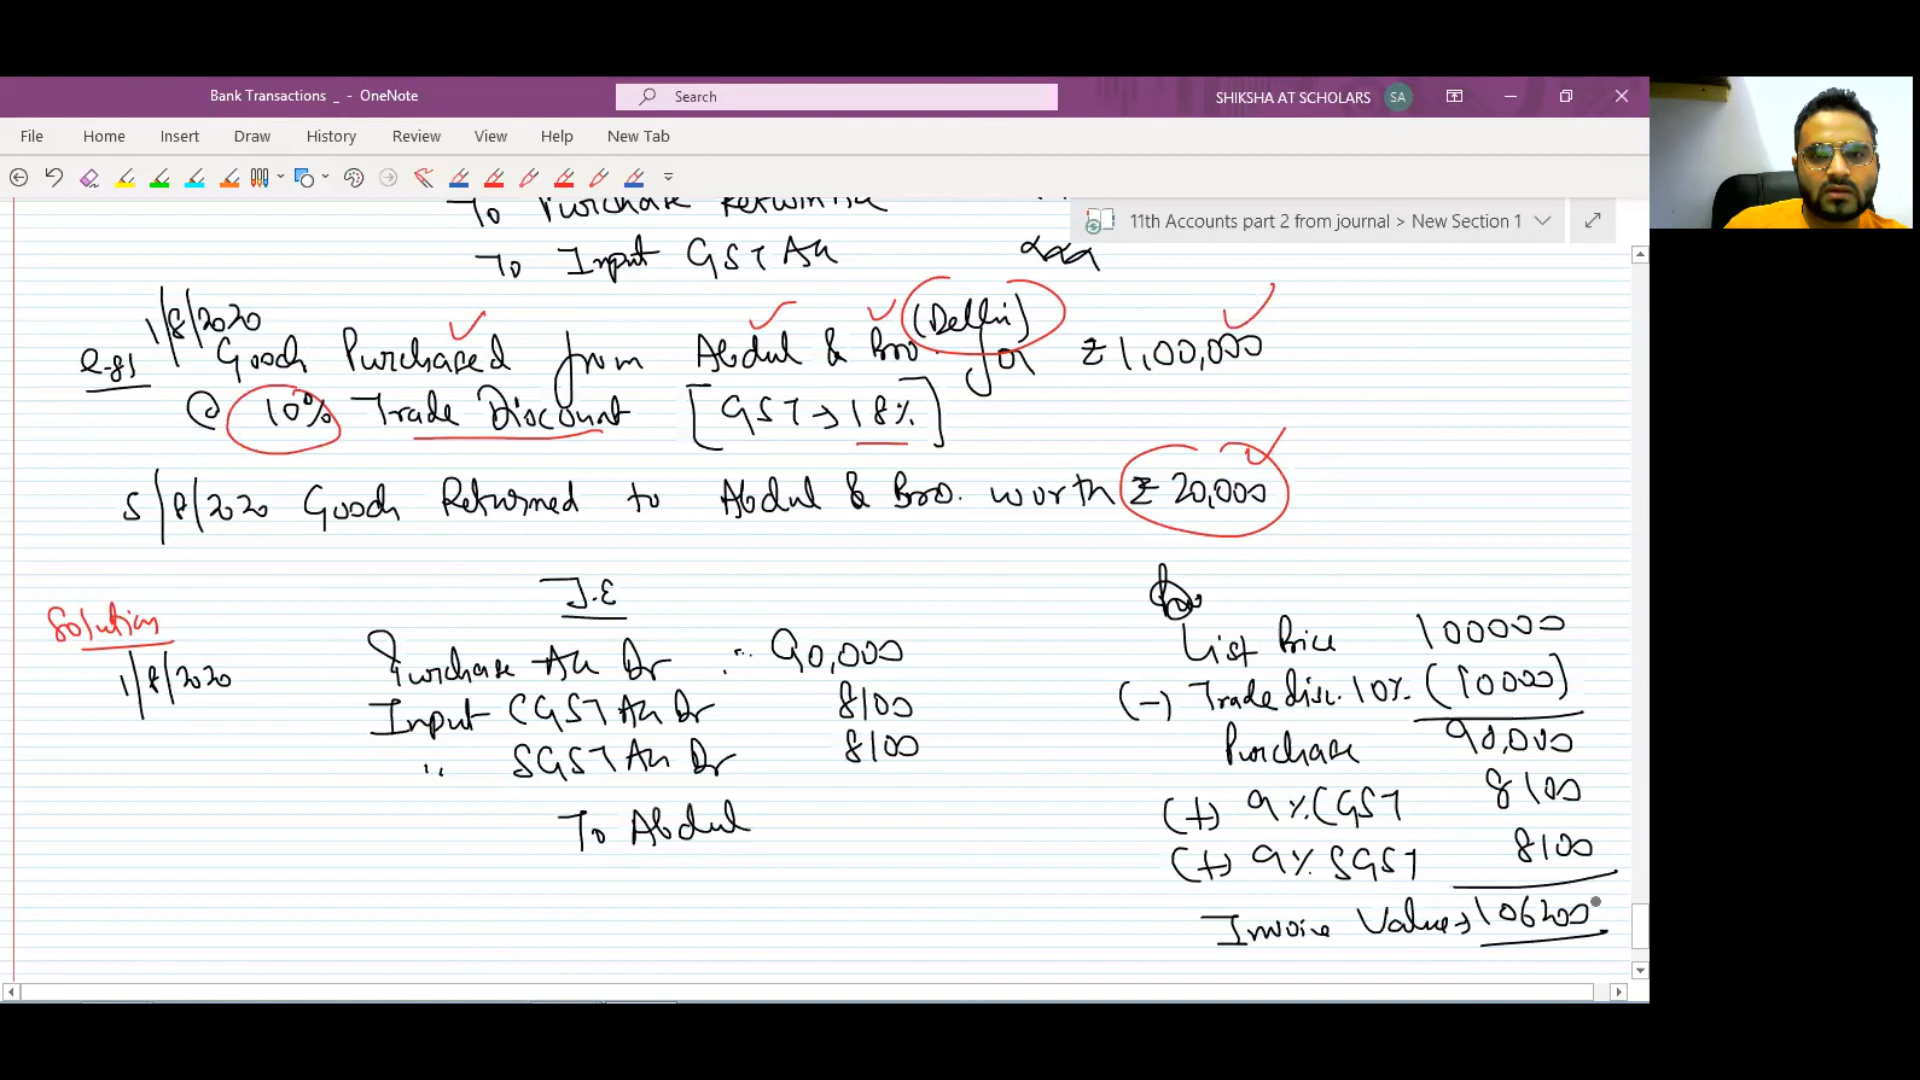 Bank Transactions _ - OneNote
Search
SHIKSHA AT SCHOLARS SA
File Home Insert Draw History Review View Help New Tab
11th Accounts part 2 from journal > New Section 1
To Purchase Return A/c
To Input GST A/c xxx
1/8/2020
e.g1 Goods Purchased from Abdul & Bro. (Delhi) for ₹ 1,00,000
@ 10% Trade Discount [GST → 18%]
5/8/2020 Goods Returned to Abdul & Bro. worth ₹ 20,000
Solution
J.E
1/8/2020
Purchase A/c Dr .. 90,000
Input CGST A/c Dr 8100
" SGST A/c Dr 8100
To Abdul
List Price 100000
(-) Trade disc. 10%. (10000)
Purchase 90,000
(+) 9% CGST 8100
(+) 9% SGST 8100
Invoice Value → 106200